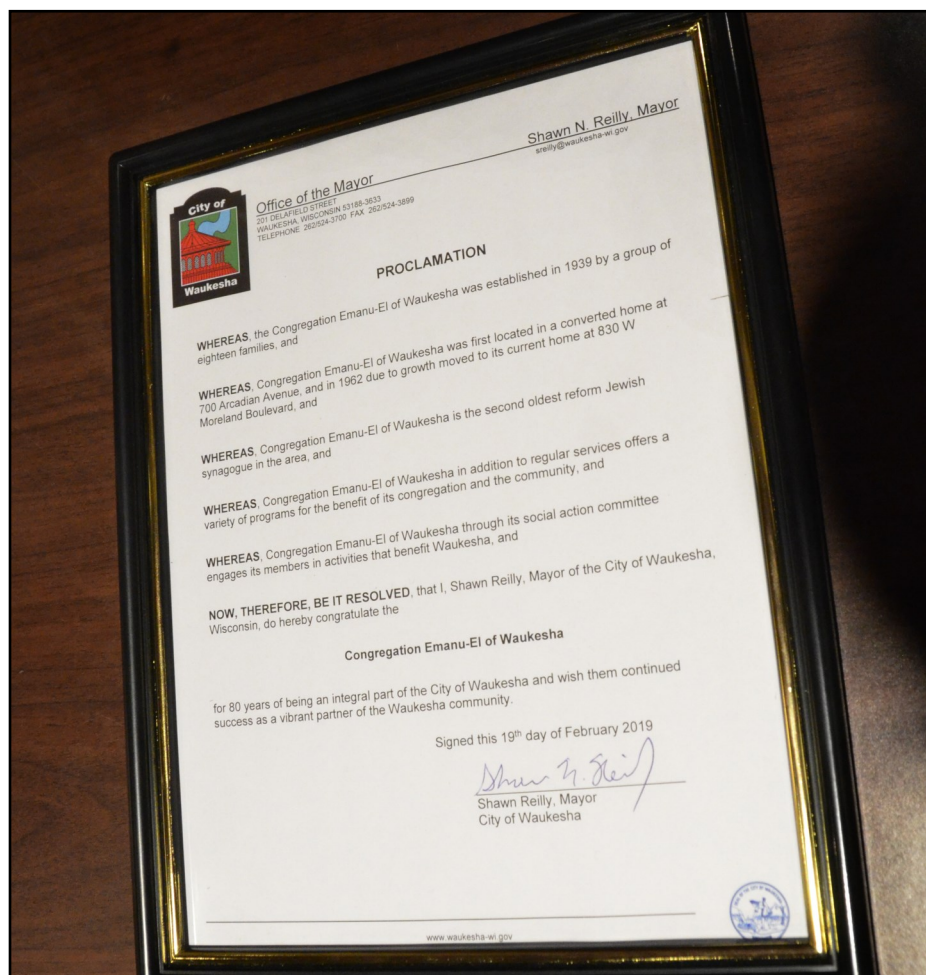 Shawn N. Reilly, Mayor
sreilly@waukesha-wi.gov
City of
Waukesha
Office of the Mayor
201 DELAFIELD STREET
WAUKESHA, WISCONSIN 53188-3633
TELEPHONE 262/524-3700 FAX 262/524-3899
PROCLAMATION
WHEREAS, the Congregation Emanu-El of Waukesha was established in 1939 by a group of
eighteen families, and
WHEREAS, Congregation Emanu-El of Waukesha was first located in a converted home at
700 Arcadian Avenue, and in 1962 due to growth moved to its current home at 830 W
Moreland Boulevard, and
WHEREAS, Congregation Emanu-El of Waukesha is the second oldest reform Jewish
synagogue in the area, and
WHEREAS, Congregation Emanu-El of Waukesha in addition to regular services offers a
variety of programs for the benefit of its congregation and the community, and
WHEREAS, Congregation Emanu-El of Waukesha through its social action committee
engages its members in activities that benefit Waukesha, and
NOW, THEREFORE, BE IT RESOLVED, that I, Shawn Reilly, Mayor of the City of Waukesha,
Wisconsin, do hereby congratulate the
Congregation Emanu-El of Waukesha
for 80 years of being an integral part of the City of Waukesha and wish them continued
success as a vibrant partner of the Waukesha community.
Signed this 19th day of February 2019
Shawn Reilly, Mayor
City of Waukesha
www.waukesha-wi.gov